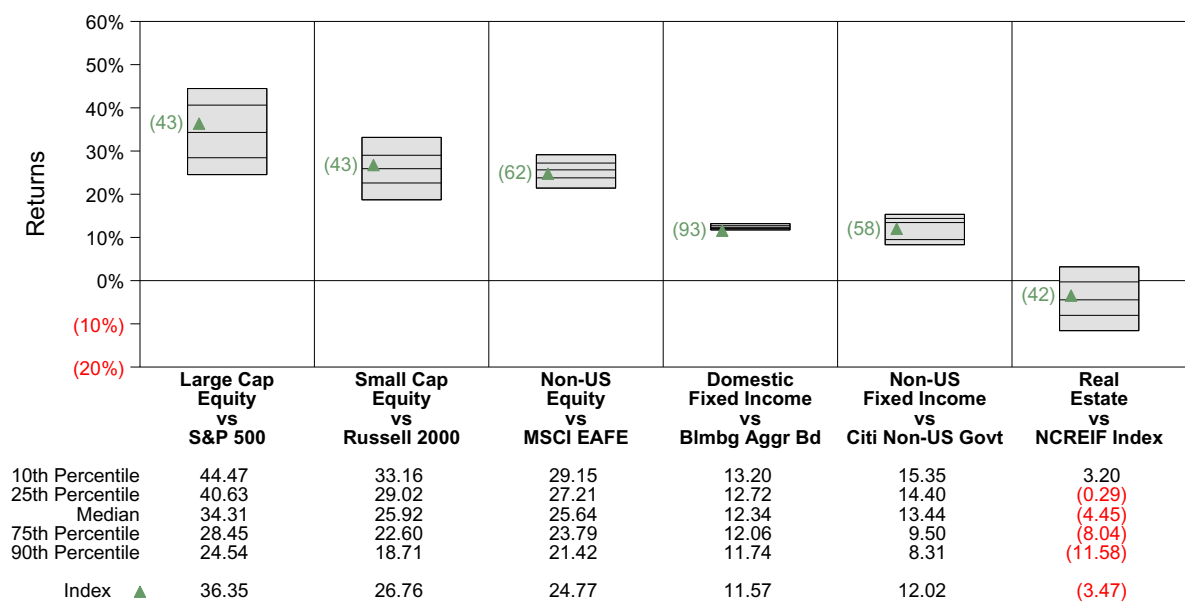 60%
50%
40%
30%
20%
10%
0%
(10%)
(20%)
Returns
(43)
(43)
(62)
(93)
(58)
(42)
Large Cap Equity vs S&P 500
Small Cap Equity vs Russell 2000
Non-US Equity vs MSCI EAFE
Domestic Fixed Income vs Blmbg Aggr Bd
Non-US Fixed Income vs Citi Non-US Govt
Real Estate vs NCREIF Index
10th Percentile 44.47 33.16 29.15 13.20 15.35 3.20
25th Percentile 40.63 29.02 27.21 12.72 14.40 (0.29)
Median 34.31 25.92 25.64 12.34 13.44 (4.45)
75th Percentile 28.45 22.60 23.79 12.06 9.50 (8.04)
90th Percentile 24.54 18.71 21.42 11.74 8.31 (11.58)
Index 36.35 26.76 24.77 11.57 12.02 (3.47)